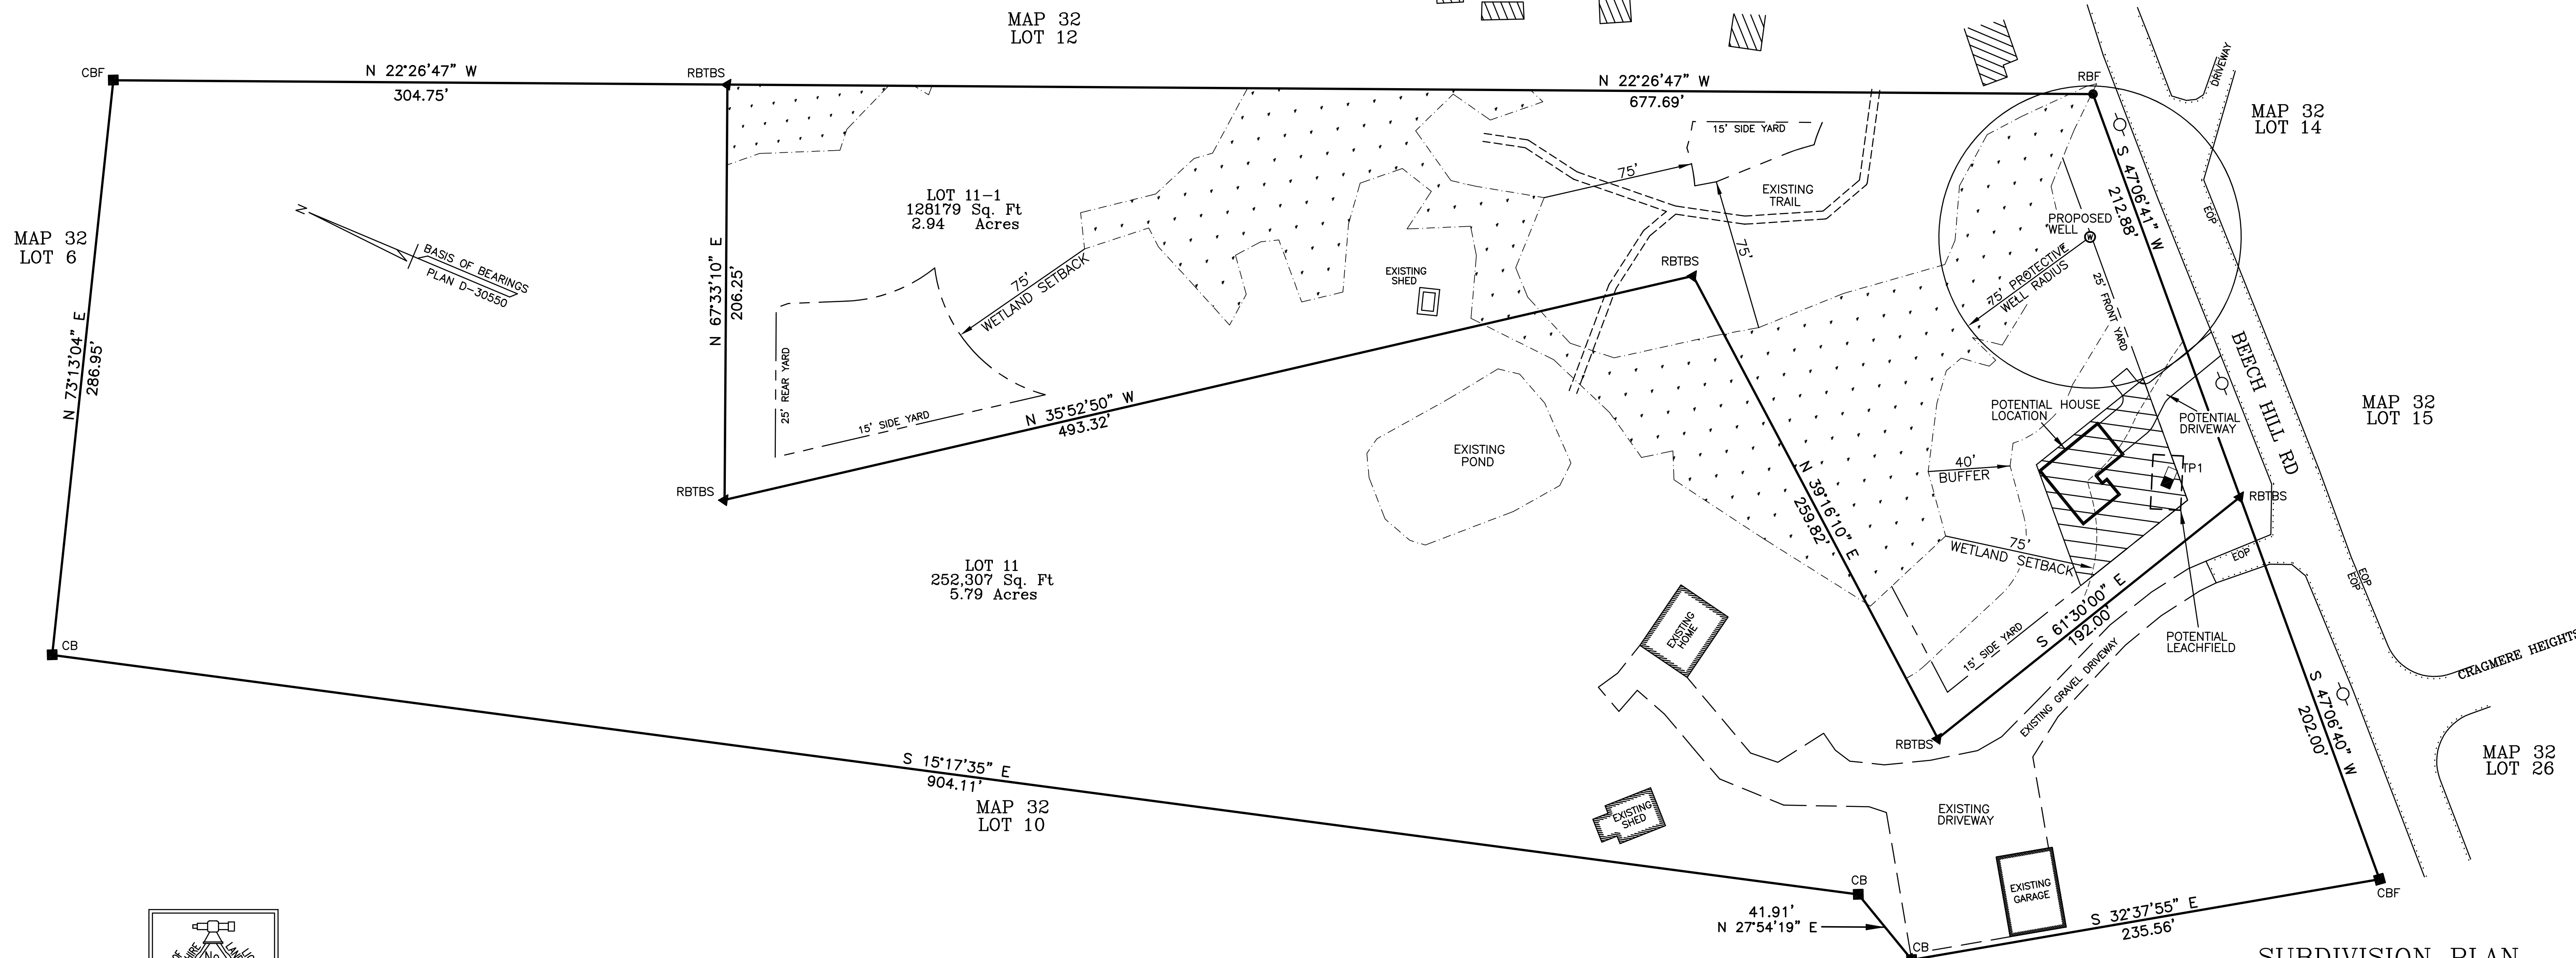 MAP 32
LOT 12
CBF
N 22°26'47" W
304.75'
RBTBS
N 22°26'47" W
677.69'
RBF
DRIVEWAY
MAP 32
LOT 14
MAP 32
LOT 6
N
BASIS OF BEARINGS
PLAN D-30550
N 73°13'04" E
286.95'
N 67°33'10" E
206.25'
LOT 11-1
128179 Sq. Ft
2.94 Acres
75'
WETLAND SETBACK
25' REAR YARD
15' SIDE YARD
15' SIDE YARD
75'
75'
EXISTING
TRAIL
EXISTING
SHED
RBTBS
PROPOSED
WELL
W
75' PROTECTIVE
WELL RADIUS
25' FRONT YARD
S 47°06'41" W
212.88'
EOP
BEECH HILL RD
MAP 32
LOT 15
N 35°52'50" W
493.32'
RBTBS
EXISTING
POND
POTENTIAL HOUSE
LOCATION
POTENTIAL
DRIVEWAY
40'
BUFFER
TP1
RBTBS
75'
WETLAND SETBACK
N 39°16'10" E
259.82'
LOT 11
252,307 Sq. Ft
5.79 Acres
EXISTING
HOME
15' SIDE YARD
S 61°30'00" E
192.00'
EXISTING GRAVEL DRIVEWAY
EOP
EOP
EOP
POTENTIAL
LEACHFIELD
CRAGMERE HEIGHTS
CB
RBTBS
S 47°06'40" W
202.00'
MAP 32
LOT 26
S 15°17'35" E
904.11'
MAP 32
LOT 10
EXISTING
SHED
EXISTING
DRIVEWAY
CB
41.91'
N 27°54'19" E
CB
EXISTING
GARAGE
S 32°37'55" E
235.56'
CBF
SUBDIVISION PLAN
No